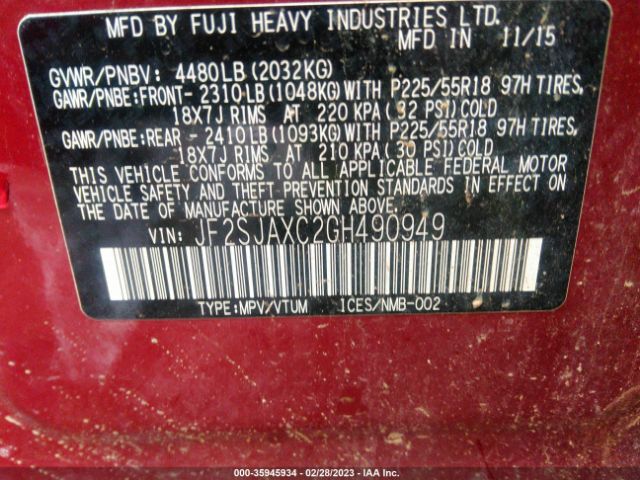 MFD BY FUJI HEAVY INDUSTRIES LTD.
MFD IN 11/15
GVWR/PNBV: 4480LB(2032KG)
GAWR/PNBE:FRONT- 2310LB(1048KG)WITH P225/55R18 97H TIRES,
18X7J RIMS AT 220 KPA(32 PSI)COLD
GAWR/PNBE:REAR - 2410LB(1093KG)WITH P225/55R18 97H TIRES,
18X7J RIMS AT 210 KPA(30 PSI)COLD
THIS VEHICLE CONFORMS TO ALL APPLICABLE FEDERAL MOTOR
VEHICLE SAFETY AND THEFT PREVENTION STANDARDS IN EFFECT ON
THE DATE OF MANUFACTURE SHOWN ABOVE.
VIN: JF2SJAXC2GH490949
TYPE:MPV/VTUM ICES/NMB-002
000-35945934 - 02/28/2023 - IAA Inc.